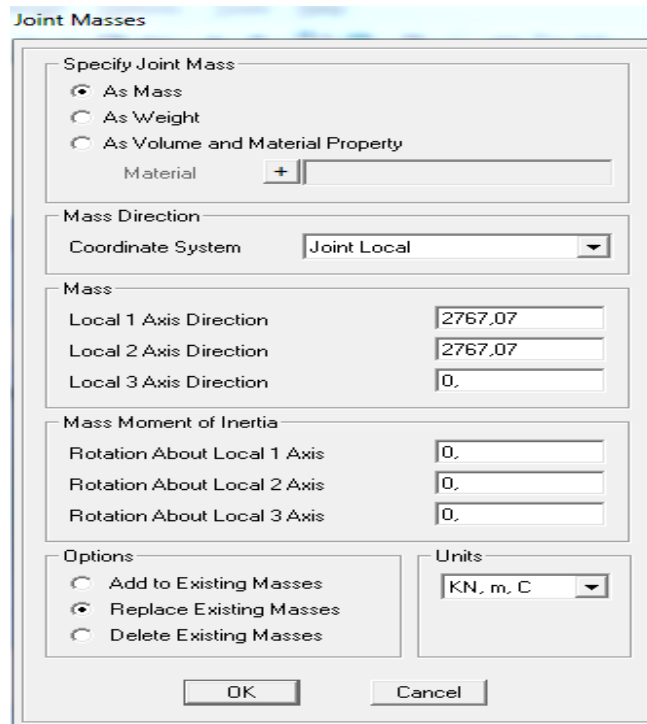 Joint Masses
Specify Joint Mass
As Mass
As Weight
As Volume and Material Property
Material +
Mass Direction
Coordinate System Joint Local
Mass
Local 1 Axis Direction 2767,07
Local 2 Axis Direction 2767,07
Local 3 Axis Direction 0,
Mass Moment of Inertia
Rotation About Local 1 Axis 0,
Rotation About Local 2 Axis 0,
Rotation About Local 3 Axis 0,
Options
Add to Existing Masses
Replace Existing Masses
Delete Existing Masses
Units
KN, m, C
OK Cancel